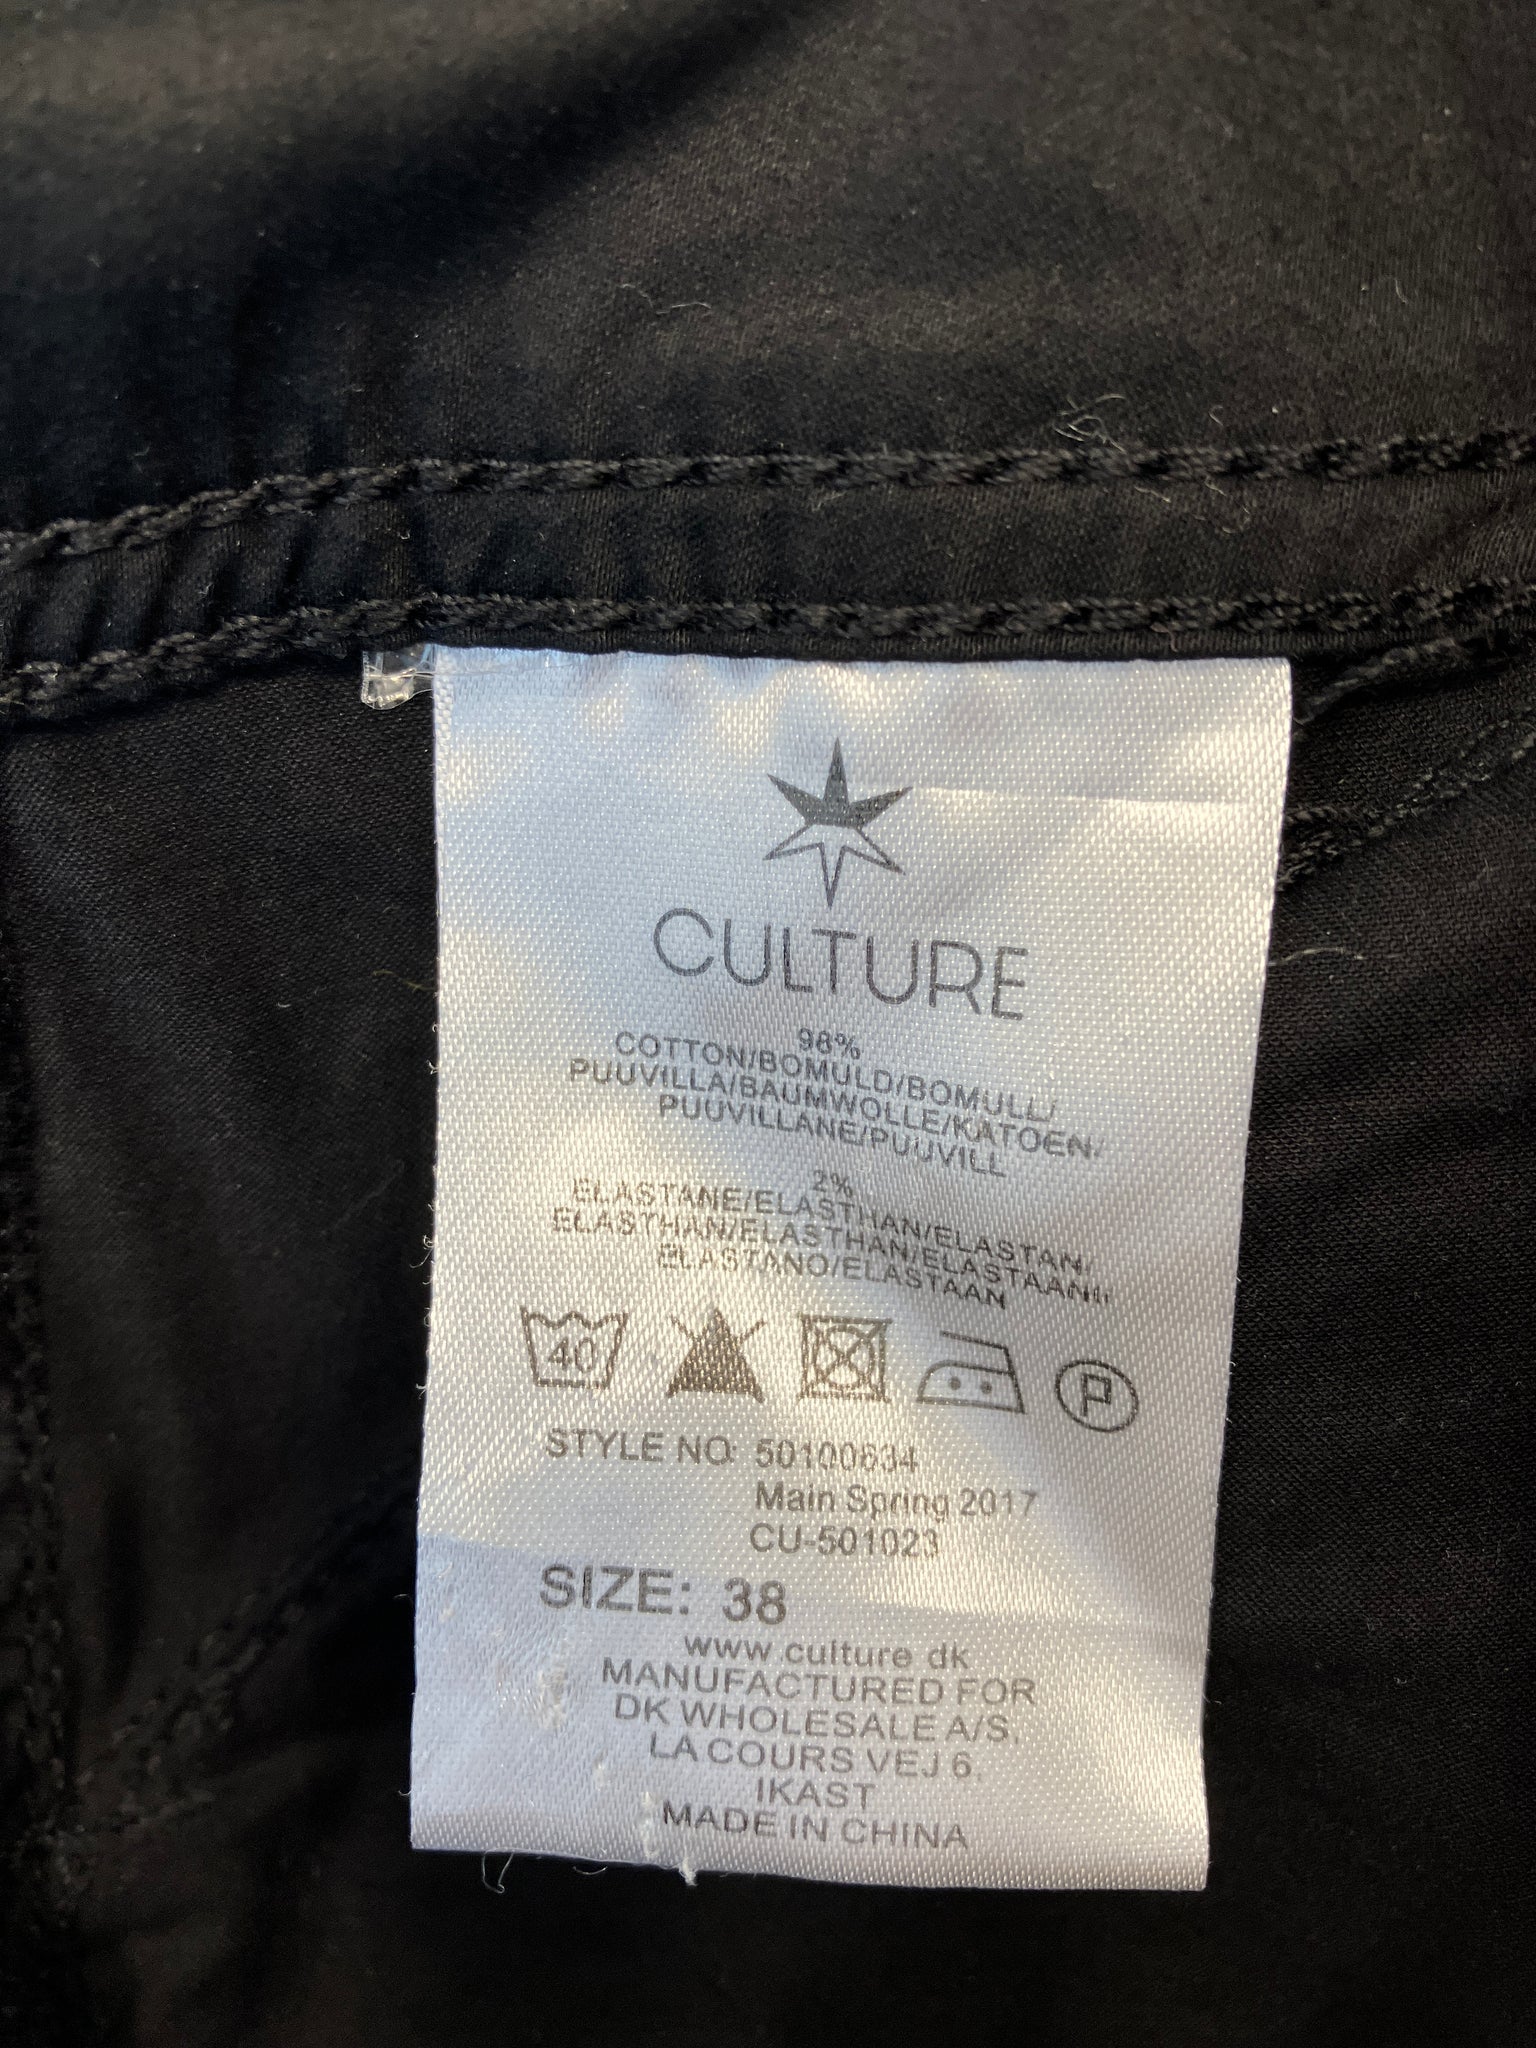 CULTURE
98%
COTTON/BOMULD/BOMULL/
PUUVILLA/BAUMWOLLE/KATOEN/
PUUVILLANE/PUUVILL
2%
ELASTANE/ELASTHAN/ELASTAN/
ELASTHAN/ELASTHAN/ELASTAANI/
ELASTANO/ELASTAAN
40
P
STYLE NO: 50100634
Main Spring 2017
CU-501023
SIZE: 38
www.culture.dk
MANUFACTURED FOR
DK WHOLESALE A/S,
LA COURS VEJ 6,
IKAST
MADE IN CHINA